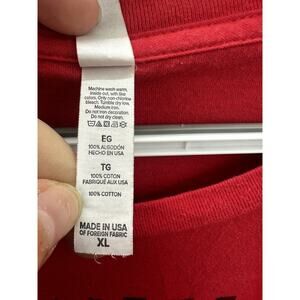 Machine wash warm,
inside out, with like
colors. Only non-chlorine
bleach. Tumble dry low.
Medium iron.
Do not iron decoration.
Do not dry clean.
EG
100% ALGODÓN
HECHO EN USA
TG
100% COTON
FABRIQUÉ AUX USA
100% COTTON
MADE IN USA
OF FOREIGN FABRIC
XL